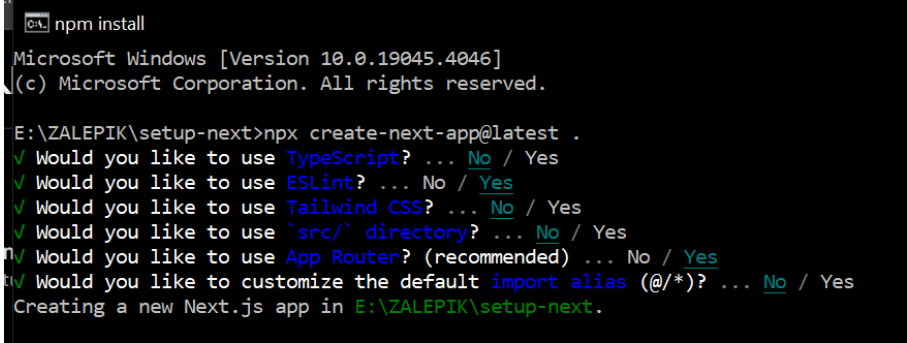 npm install
Microsoft Windows [Version 10.0.19045.4046]
(c) Microsoft Corporation. All rights reserved.
E:\ZALEPIK\setup-next>npx create-next-app@latest .
√ Would you like to use TypeScript? ... No / Yes
√ Would you like to use ESLint? ... No / Yes
√ Would you like to use Tailwind CSS? ... No / Yes
√ Would you like to use `src/` directory? ... No / Yes
√ Would you like to use App Router? (recommended) ... No / Yes
√ Would you like to customize the default import alias (@/*)? ... No / Yes
Creating a new Next.js app in E:\ZALEPIK\setup-next.